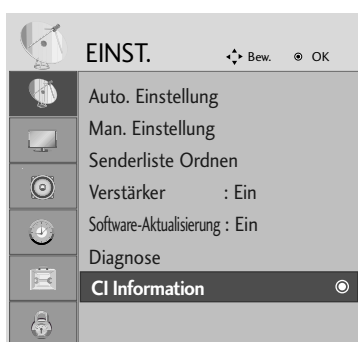 EINST. Bew. OK
Auto. Einstellung
Man. Einstellung
Senderliste Ordnen
Verstärker : Ein
Software-Aktualisierung : Ein
Diagnose
CI Information